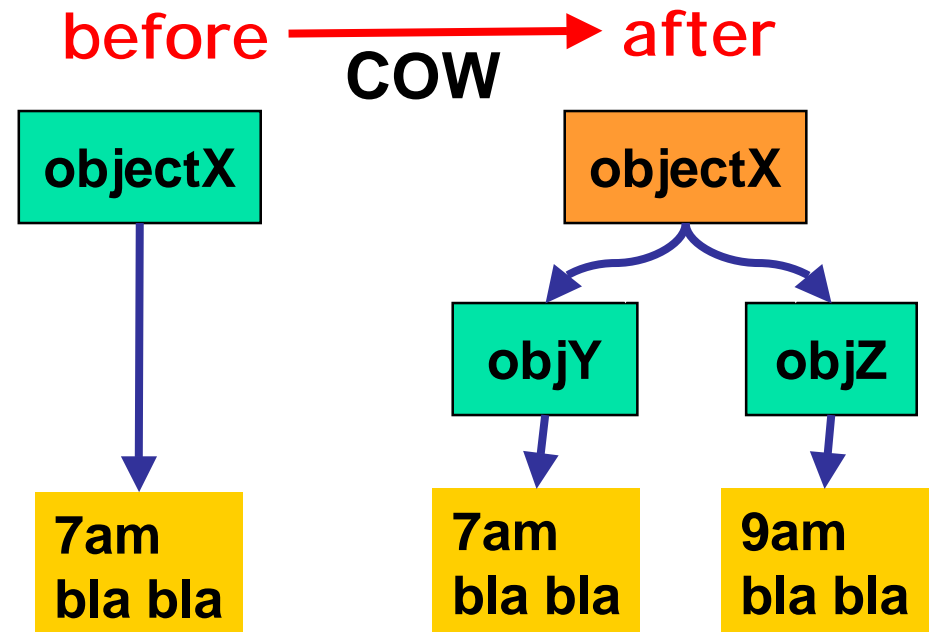 before
after
COW
objectX
objectX
objY
objZ
7am
bla bla
7am
bla bla
9am
bla bla